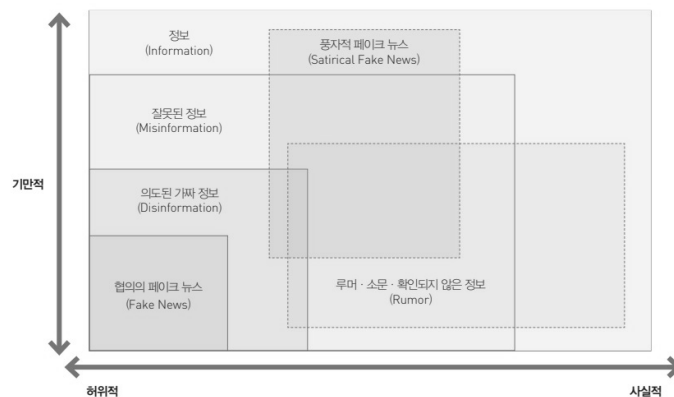 정보
(Information)
풍자적 페이크 뉴스
(Satirical Fake News)
잘못된 정보
(Misinformation)
기만적
의도된 가짜 정보
(Disinformation)
협의의 페이크 뉴스
(Fake News)
루머 · 소문 · 확인되지 않은 정보
(Rumor)
허위적
사실적